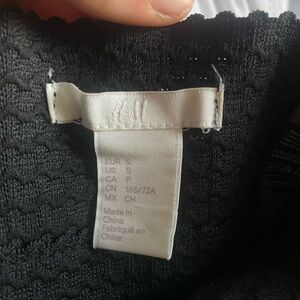 H&M
EUR S
US S
CA P
CN 165/72A
MX CH
Made in
China
Fabriqué en
Chine